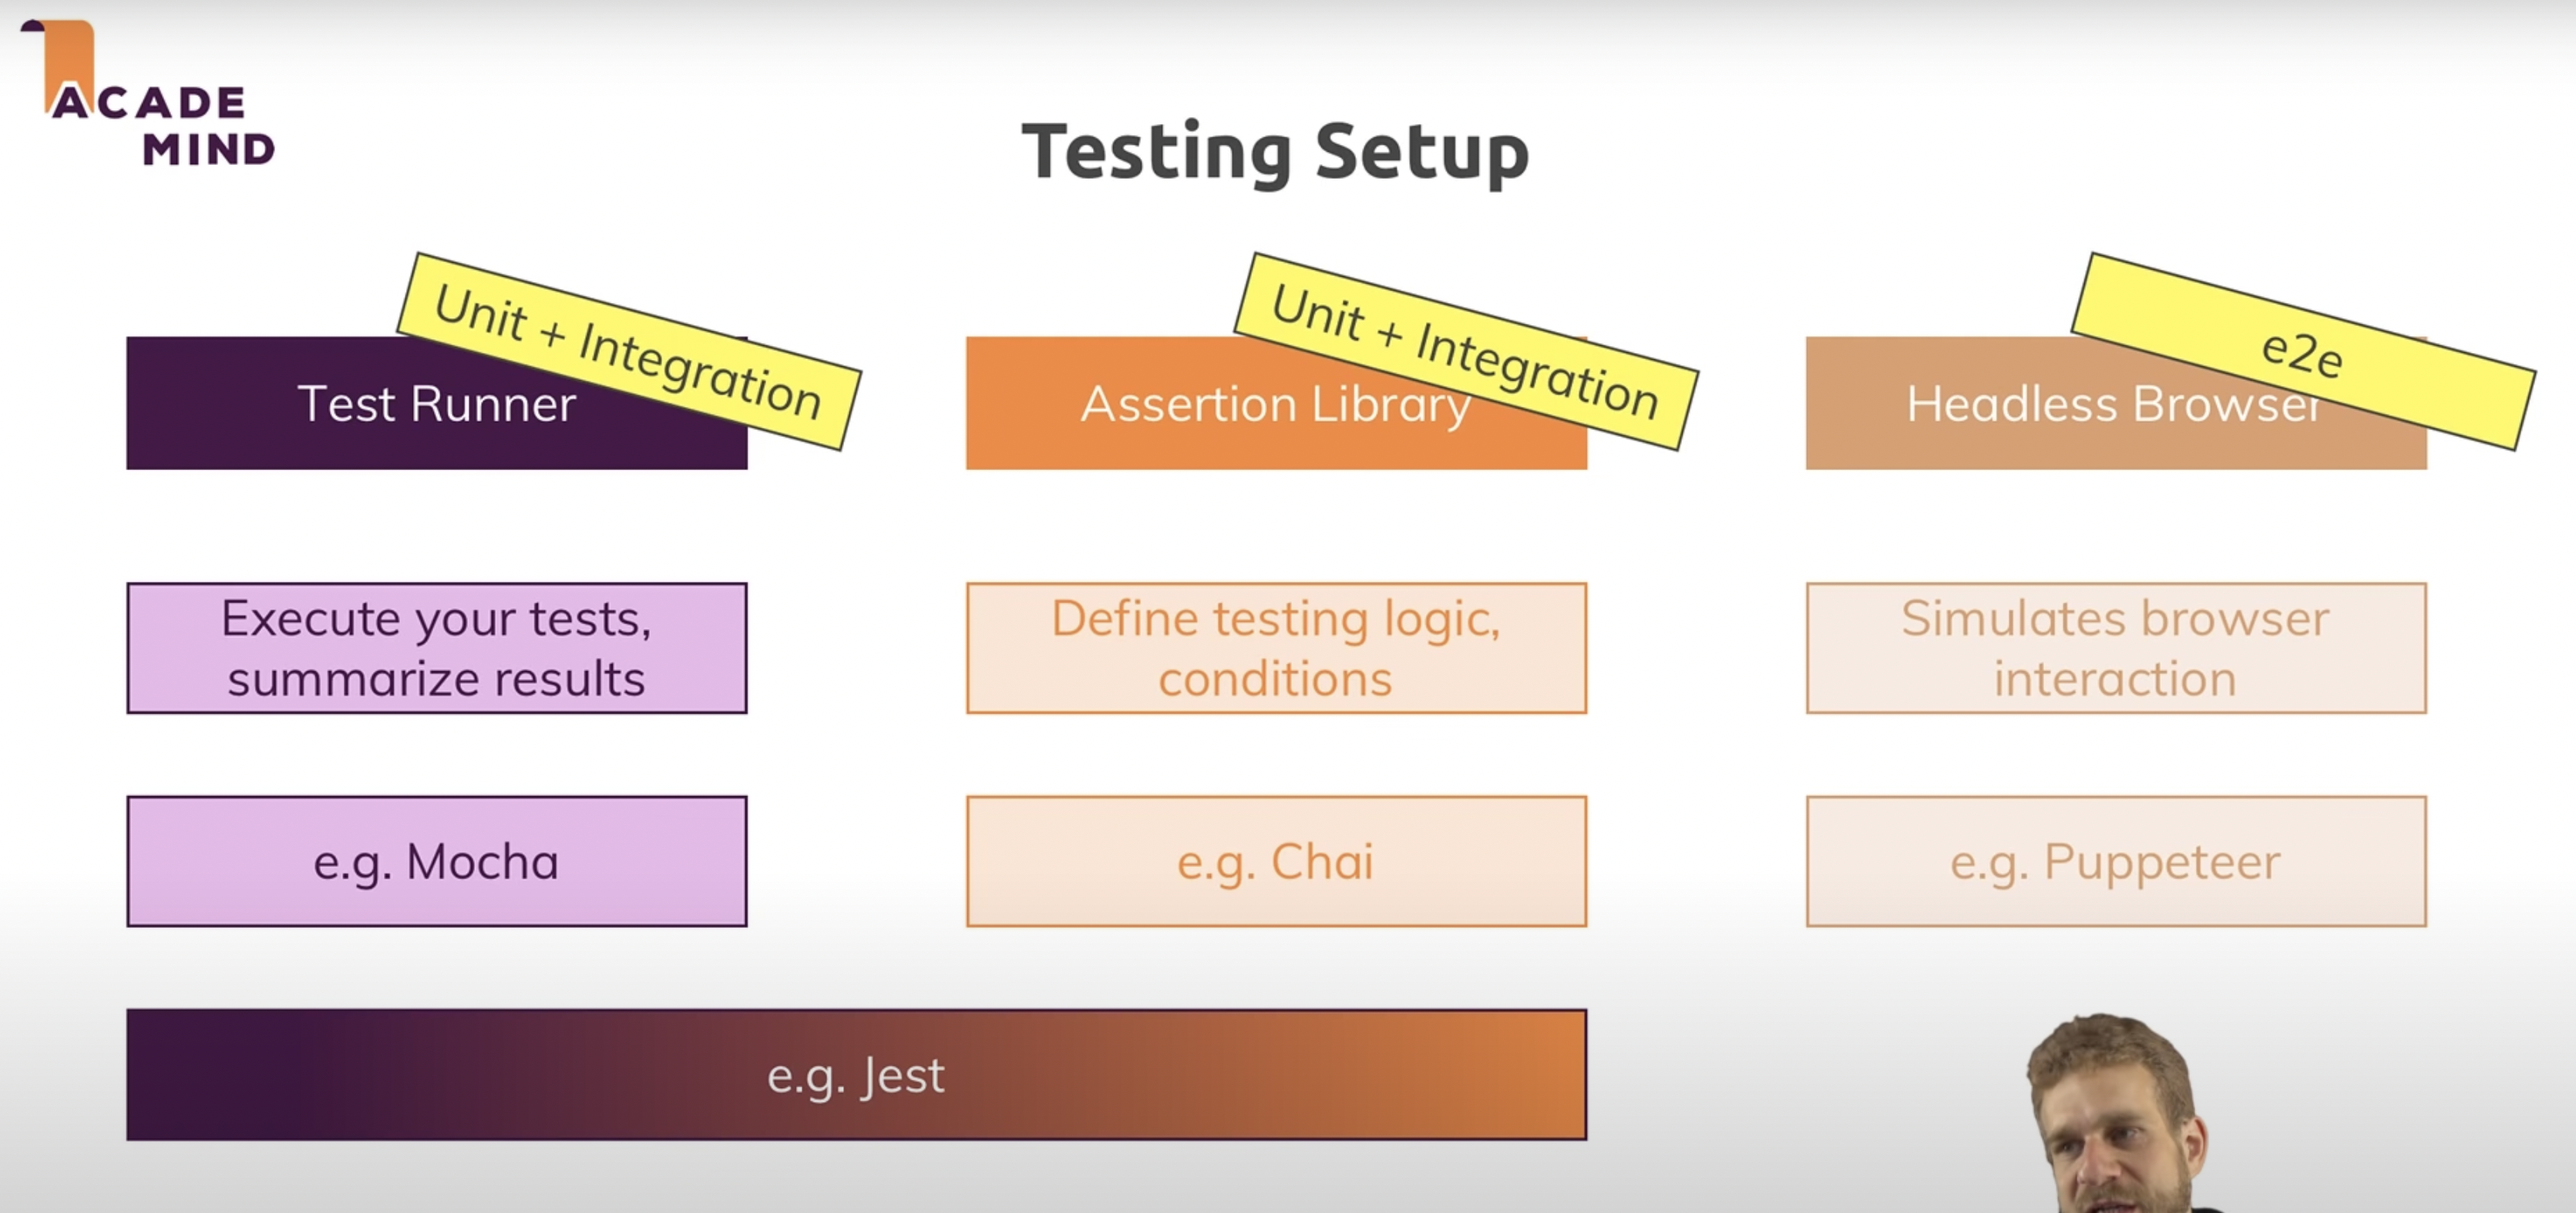 ACADE
MIND
Testing Setup
Unit + Integration
Unit + Integration
e2e
Test Runner
Assertion Library
Headless Browser
Execute your tests,
summarize results
Define testing logic,
conditions
Simulates browser
interaction
e.g. Mocha
e.g. Chai
e.g. Puppeteer
e.g. Jest